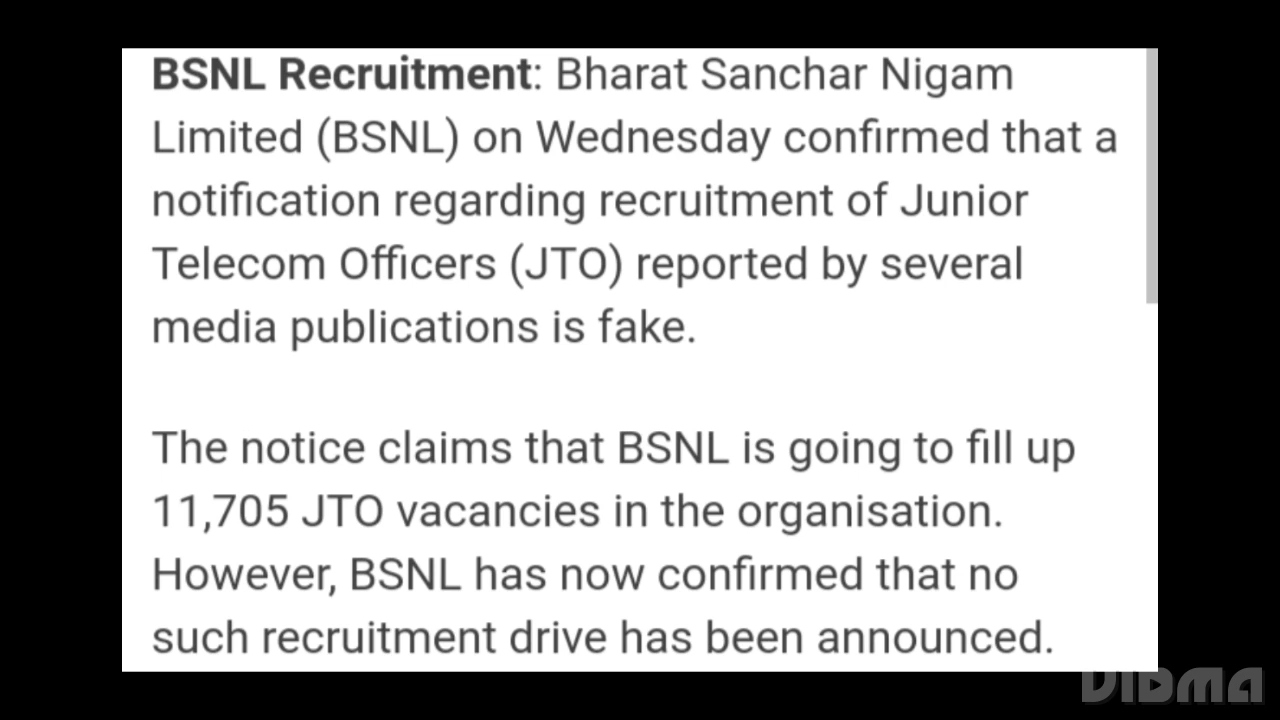 BSNL Recruitment: Bharat Sanchar Nigam
Limited (BSNL) on Wednesday confirmed that a
notification regarding recruitment of Junior
Telecom Officers (JTO) reported by several
media publications is fake.
The notice claims that BSNL is going to fill up
11,705 JTO vacancies in the organisation.
However, BSNL has now confirmed that no
such recruitment drive has been announced.